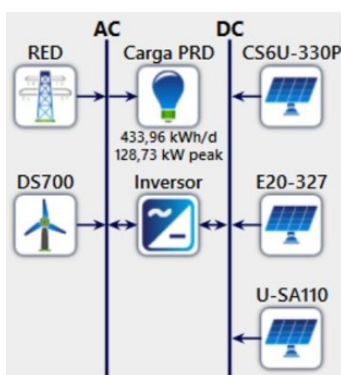 AC DC
RED Carga PRD CS6U-330P
433,96 kWh/d
128,73 kW peak
DS700 Inversor E20-327
U-SA110